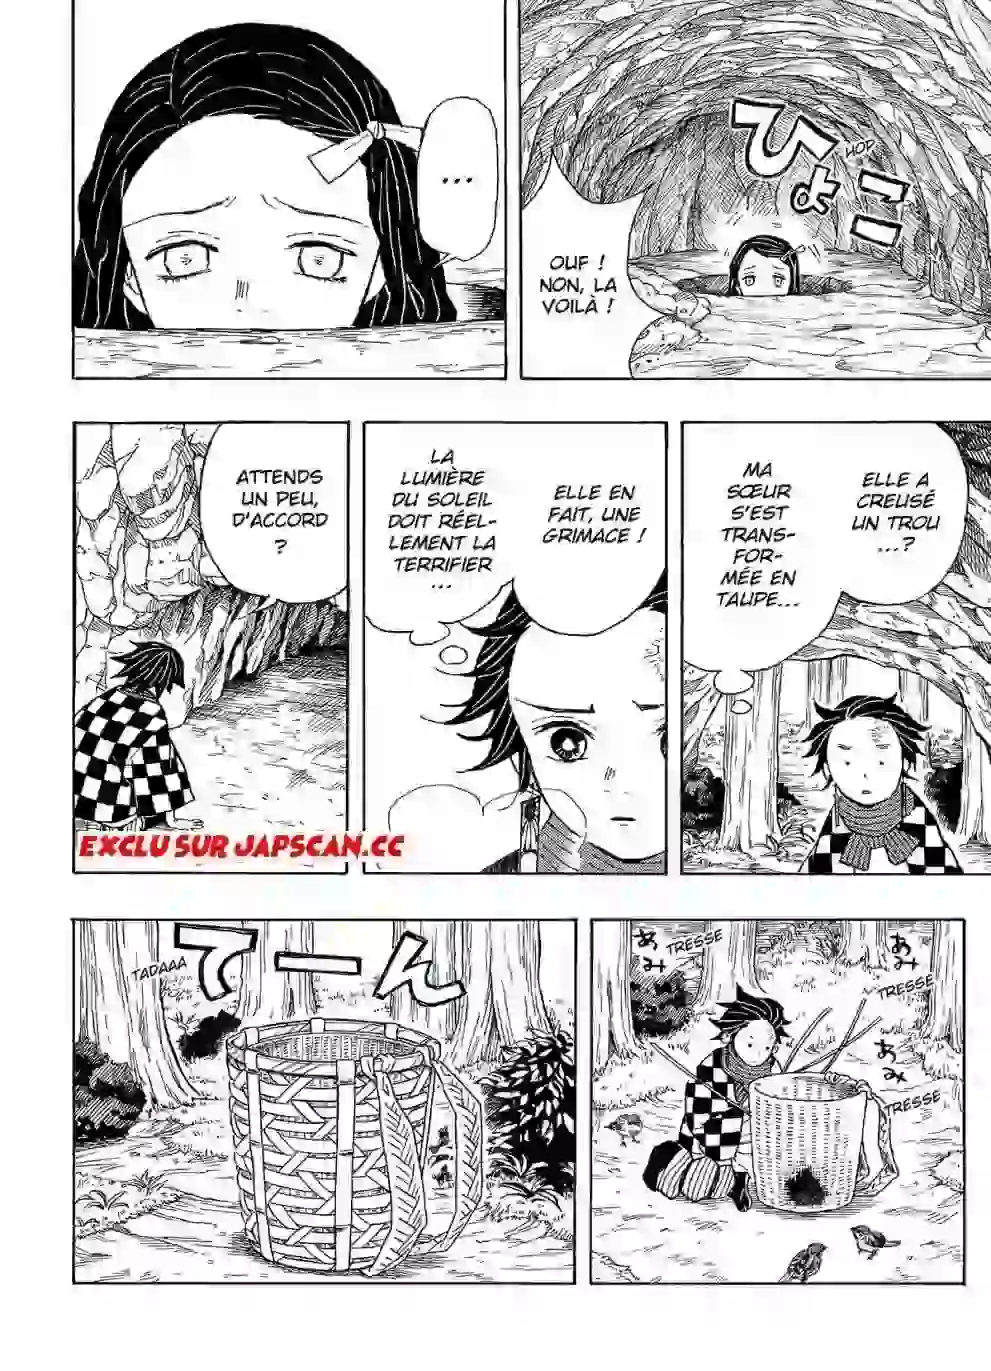 ひょこ
HOP
OUF !
NON, LA
VOILÀ !
...
ELLE A
CREUSÉ
UN TROU
...?
MA
SŒUR
S'EST
TRANS-
FOR-
MÉE EN
TAUPE...
ELLE EN
FAIT, UNE
GRIMACE !
LA
LUMIÈRE
DU SOLEIL
DOIT RÉEL-
LEMENT LA
TERRIFIER
...
ATTENDS
UN PEU,
D'ACCORD
?
EXCLU SUR JAPSCAN.CC
あみ
TRESSE
あみ
TRESSE
あみ
TRESSE
てーん
TADAAA